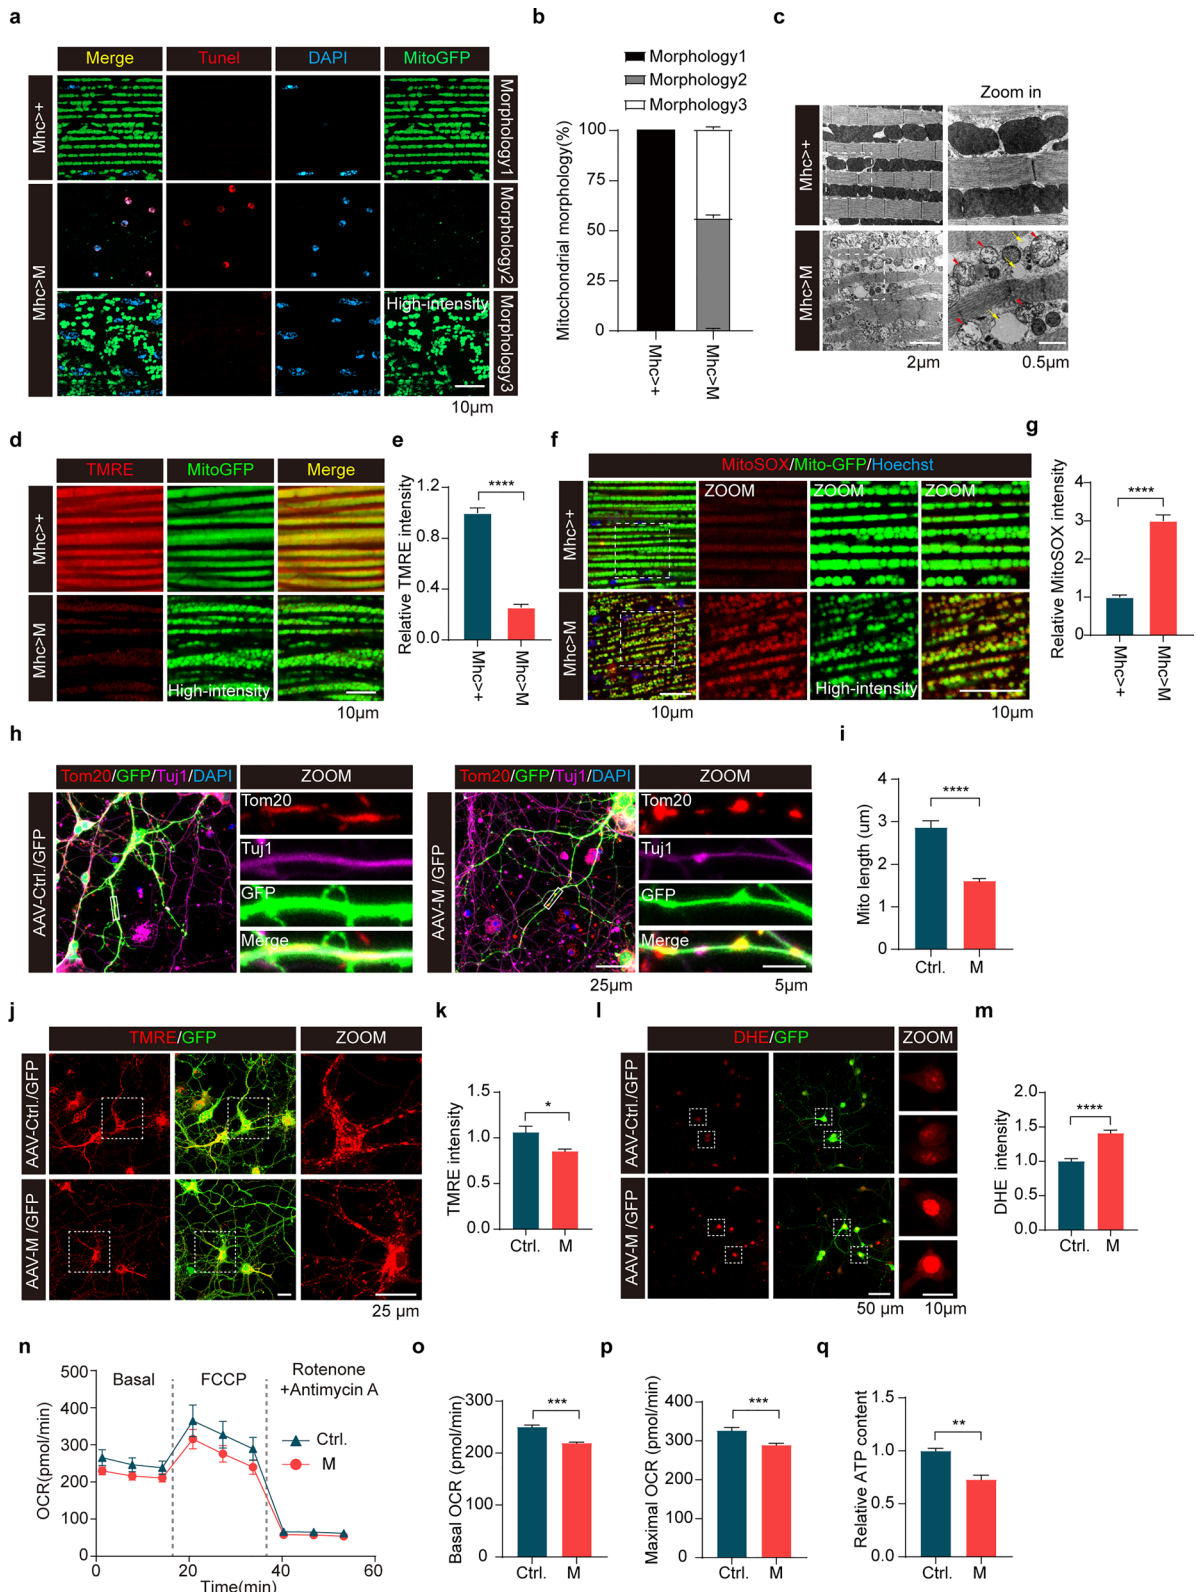 a
Merge Tunel DAPI MitoGFP
Mhc>+
Morphology1
Mhc>M
Morphology2
High-intensity
Morphology3
10μm
b
Morphology1
Morphology2
Morphology3
Mitochondrial morphology(%)
100
75
50
25
0
Mhc>+
Mhc>M
c
Zoom in
Mhc>+
Mhc>M
2μm 0.5μm
d
TMRE MitoGFP Merge
Mhc>+
Mhc>M
High-intensity
10μm
e
Relative TMRE intensity
1.2
0.8
0.4
0.0
****
Mhc>+
Mhc>M
f
MitoSOX/Mito-GFP/Hoechst
ZOOM ZOOM ZOOM
Mhc>+
Mhc>M
High-intensity
10μm 10μm
g
Relative MitoSOX intensity
4
3
2
1
0
****
Mhc>+
Mhc>M
h
Tom20/GFP/Tuj1/DAPI ZOOM
AAV-Ctrl./GFP
Tom20
Tuj1
GFP
Merge
Tom20/GFP/Tuj1/DAPI ZOOM
AAV-M /GFP
Tom20
Tuj1
GFP
Merge
25μm 5μm
i
Mito length (um)
4
3
2
1
0
****
Ctrl. M
j
TMRE/GFP ZOOM
AAV-Ctrl./GFP
AAV-M /GFP
25 μm
k
TMRE intensity
1.5
1.0
0.5
0.0
*
Ctrl. M
l
DHE/GFP ZOOM
AAV-Ctrl./GFP
AAV-M /GFP
50 μm 10μm
m
DHE intensity
2.0
1.5
1.0
0.5
0.0
****
Ctrl. M
n
OCR(pmol/min)
500
400
300
200
100
0
Basal FCCP Rotenone
+Antimycin A
Ctrl.
M
0 20 40 60
Time(min)
o
Basal OCR (pmol/min)
300
200
100
0
***
Ctrl. M
p
Maximal OCR (pmol/min)
400
300
200
100
0
***
Ctrl. M
q
Relative ATP content
1.5
1.0
0.5
0.0
**
Ctrl. M